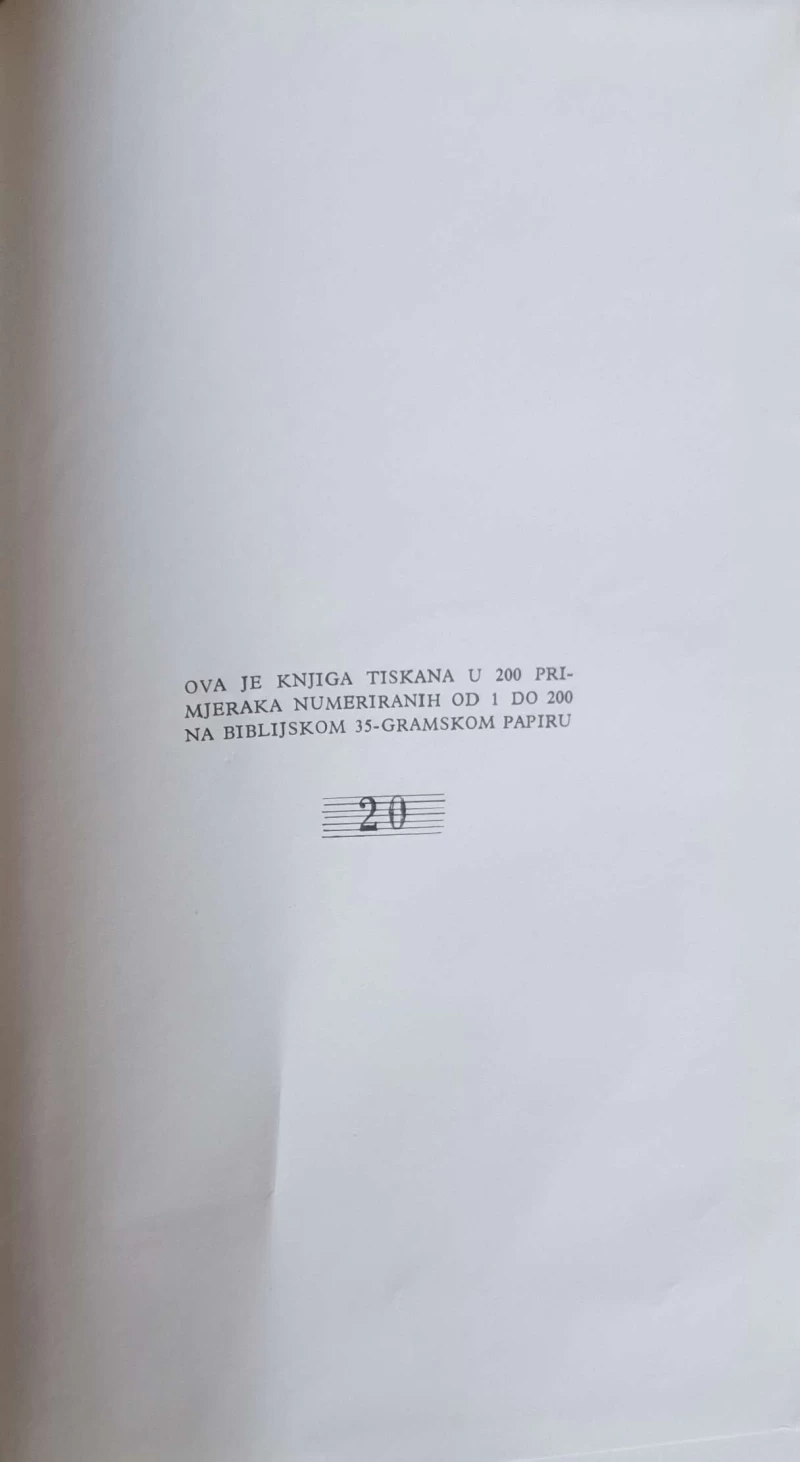 OVA JE KNJIGA TISKANA U 200 PRI-
MJERAKA NUMERIRANIH OD 1 DO 200
NA BIBLIJSKOM 35-GRAMSKOM PAPIRU
20